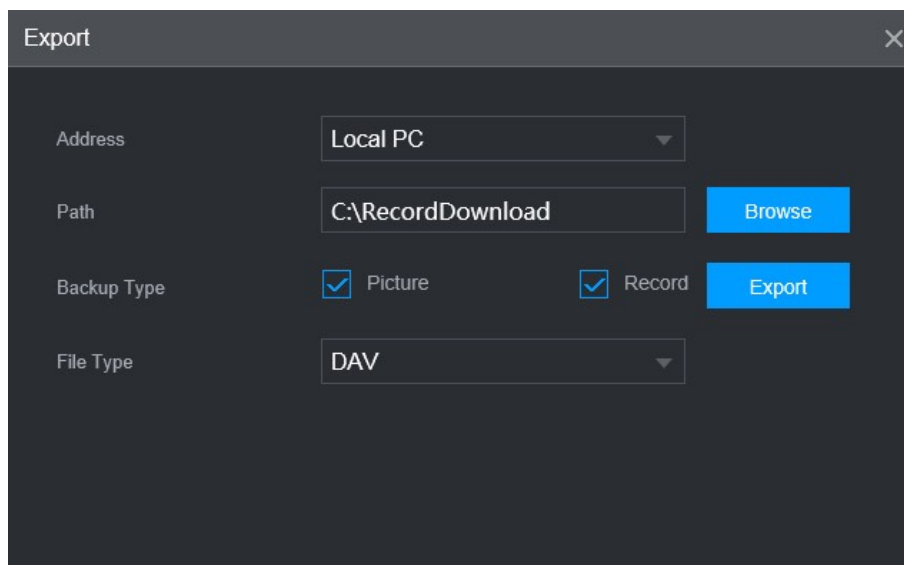 Export
Address Local PC
Path C:\RecordDownload Browse
Backup Type Picture Record Export
File Type DAV